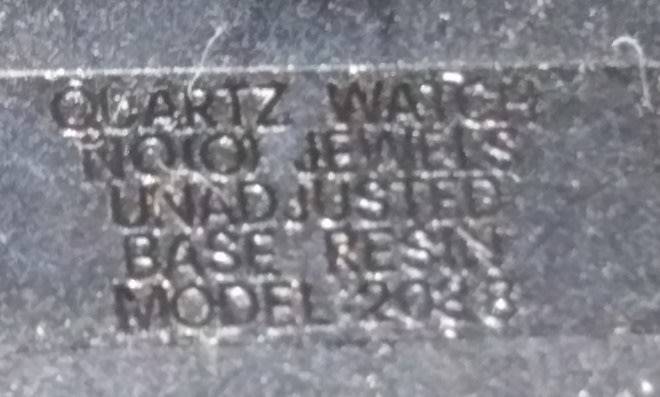 QUARTZ WATCH
NO(0) JEWELS
UNADJUSTED
BASE RESIN
MODEL